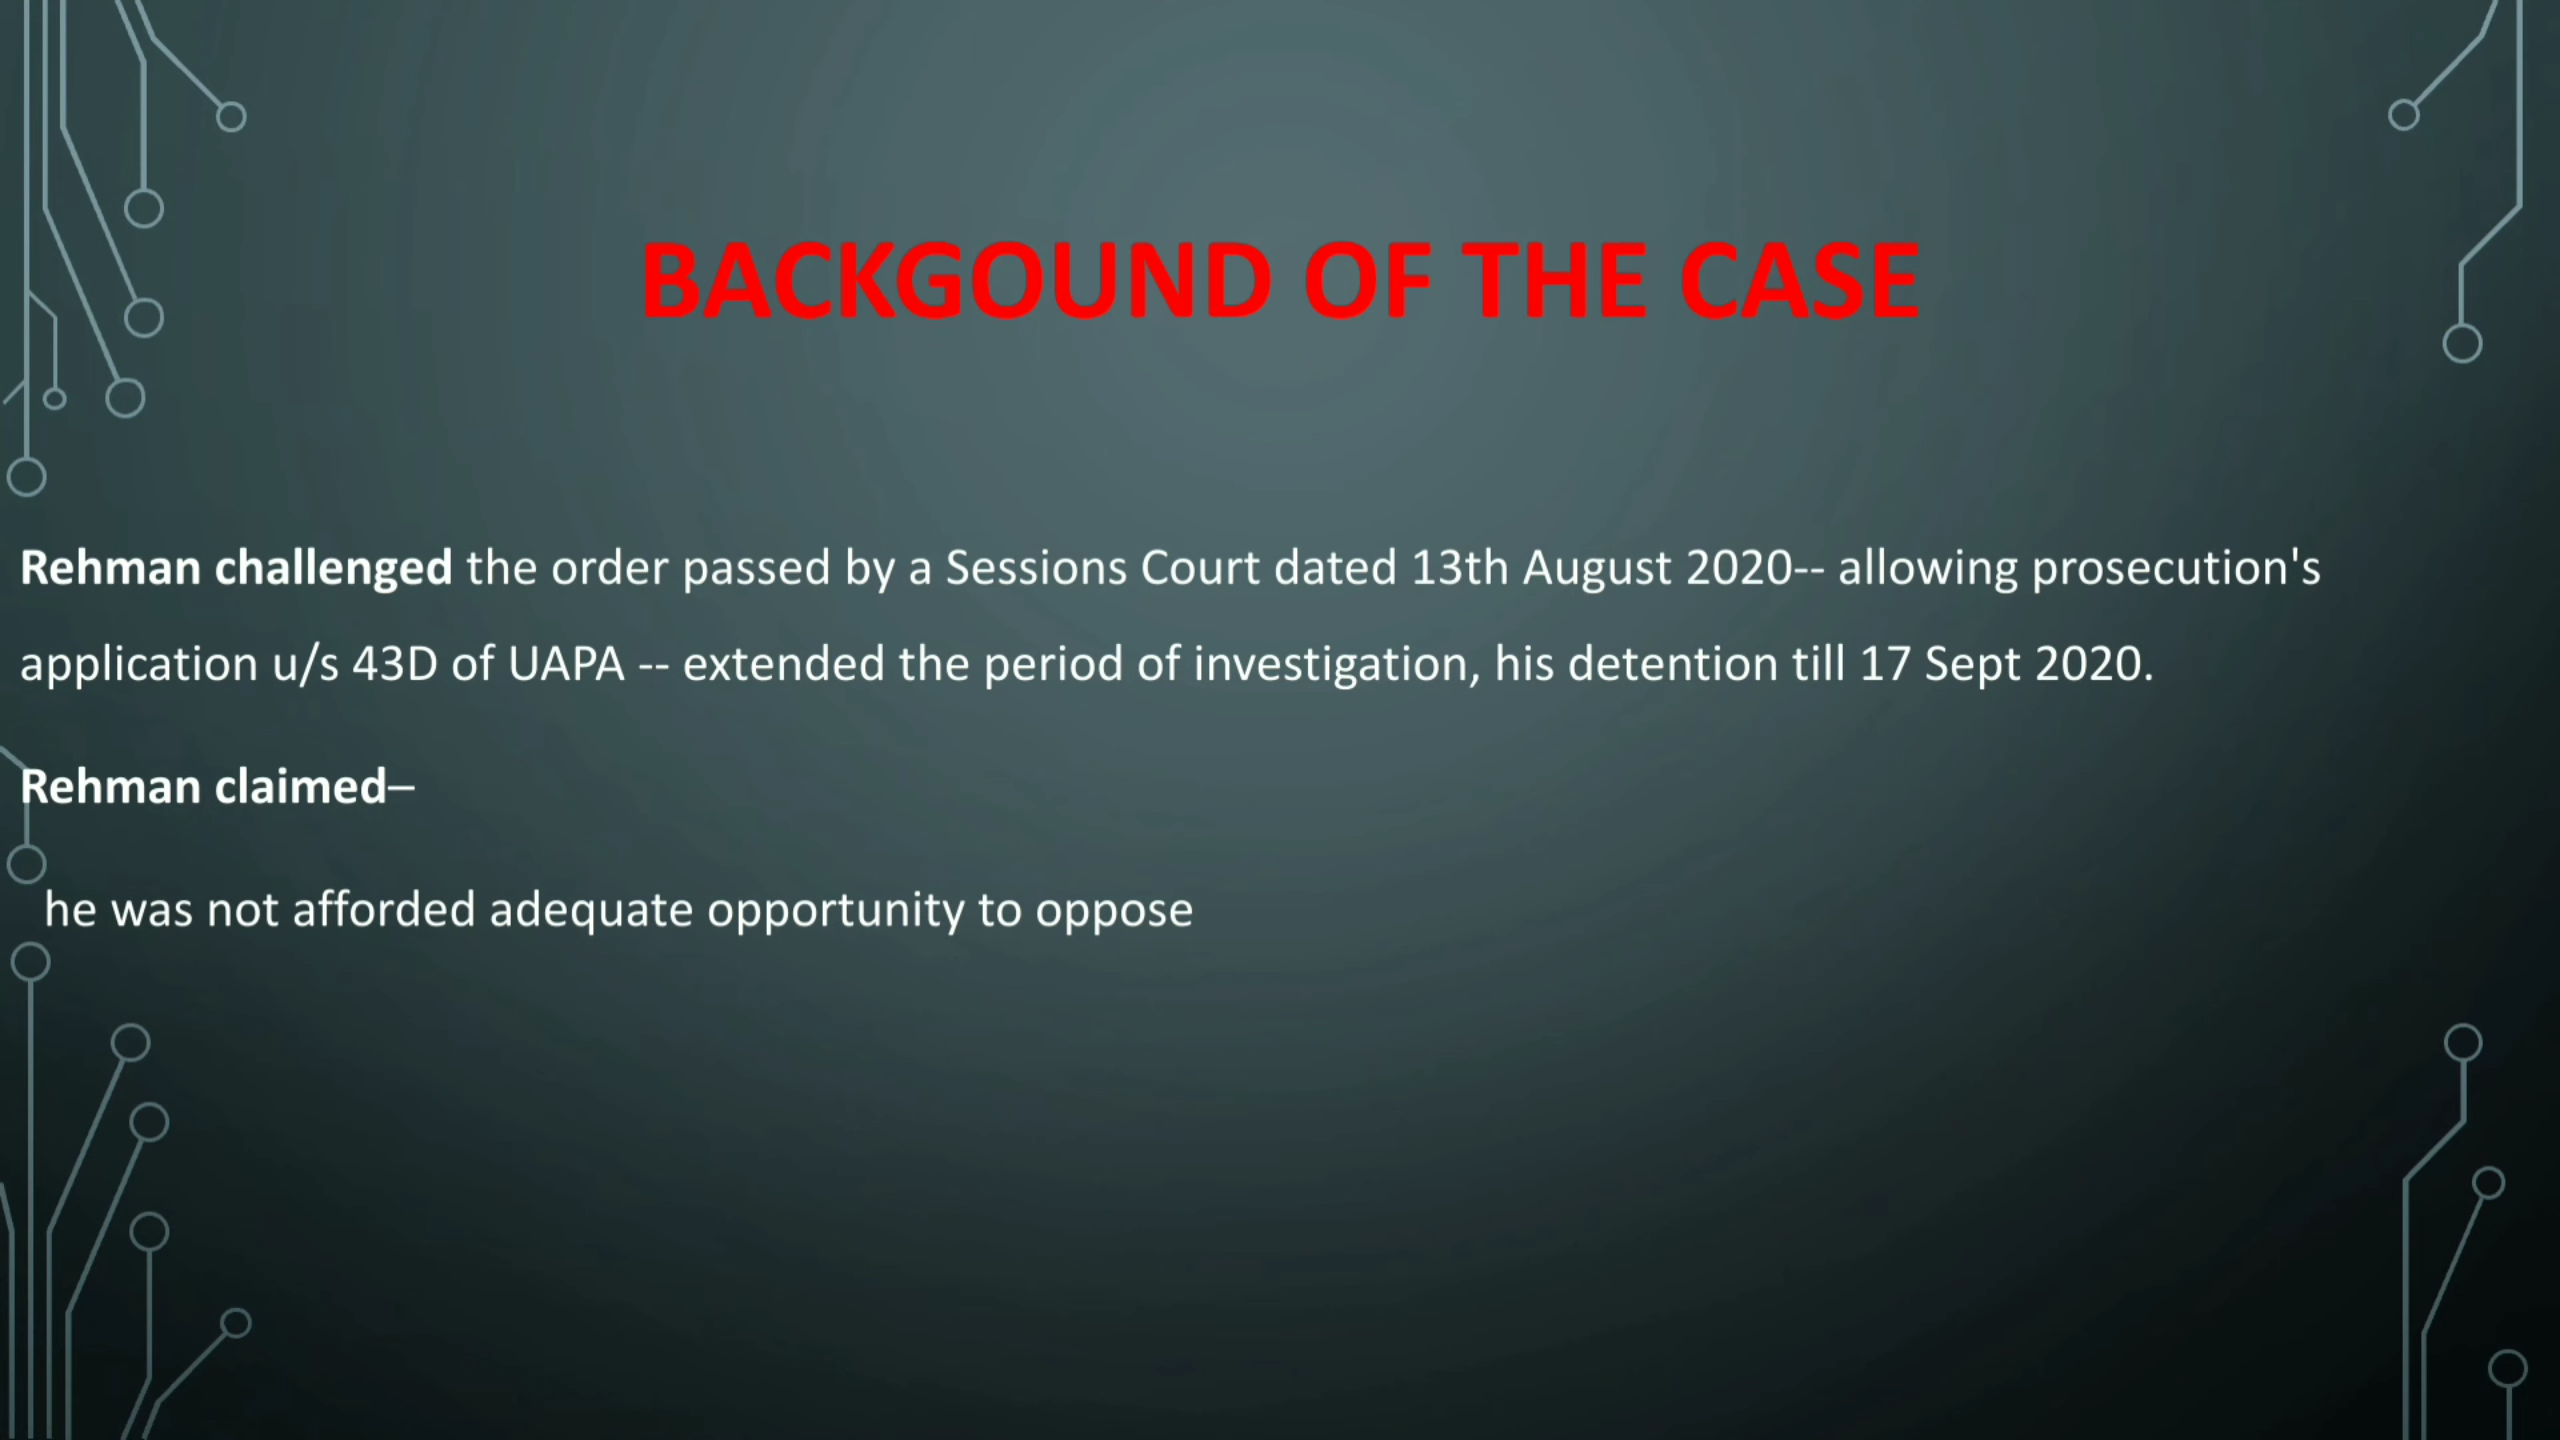 BACKGOUND OF THE CASE
Rehman challenged the order passed by a Sessions Court dated 13th August 2020-- allowing prosecution's
application u/s 43D of UAPA -- extended the period of investigation, his detention till 17 Sept 2020.
Rehman claimed–
he was not afforded adequate opportunity to oppose